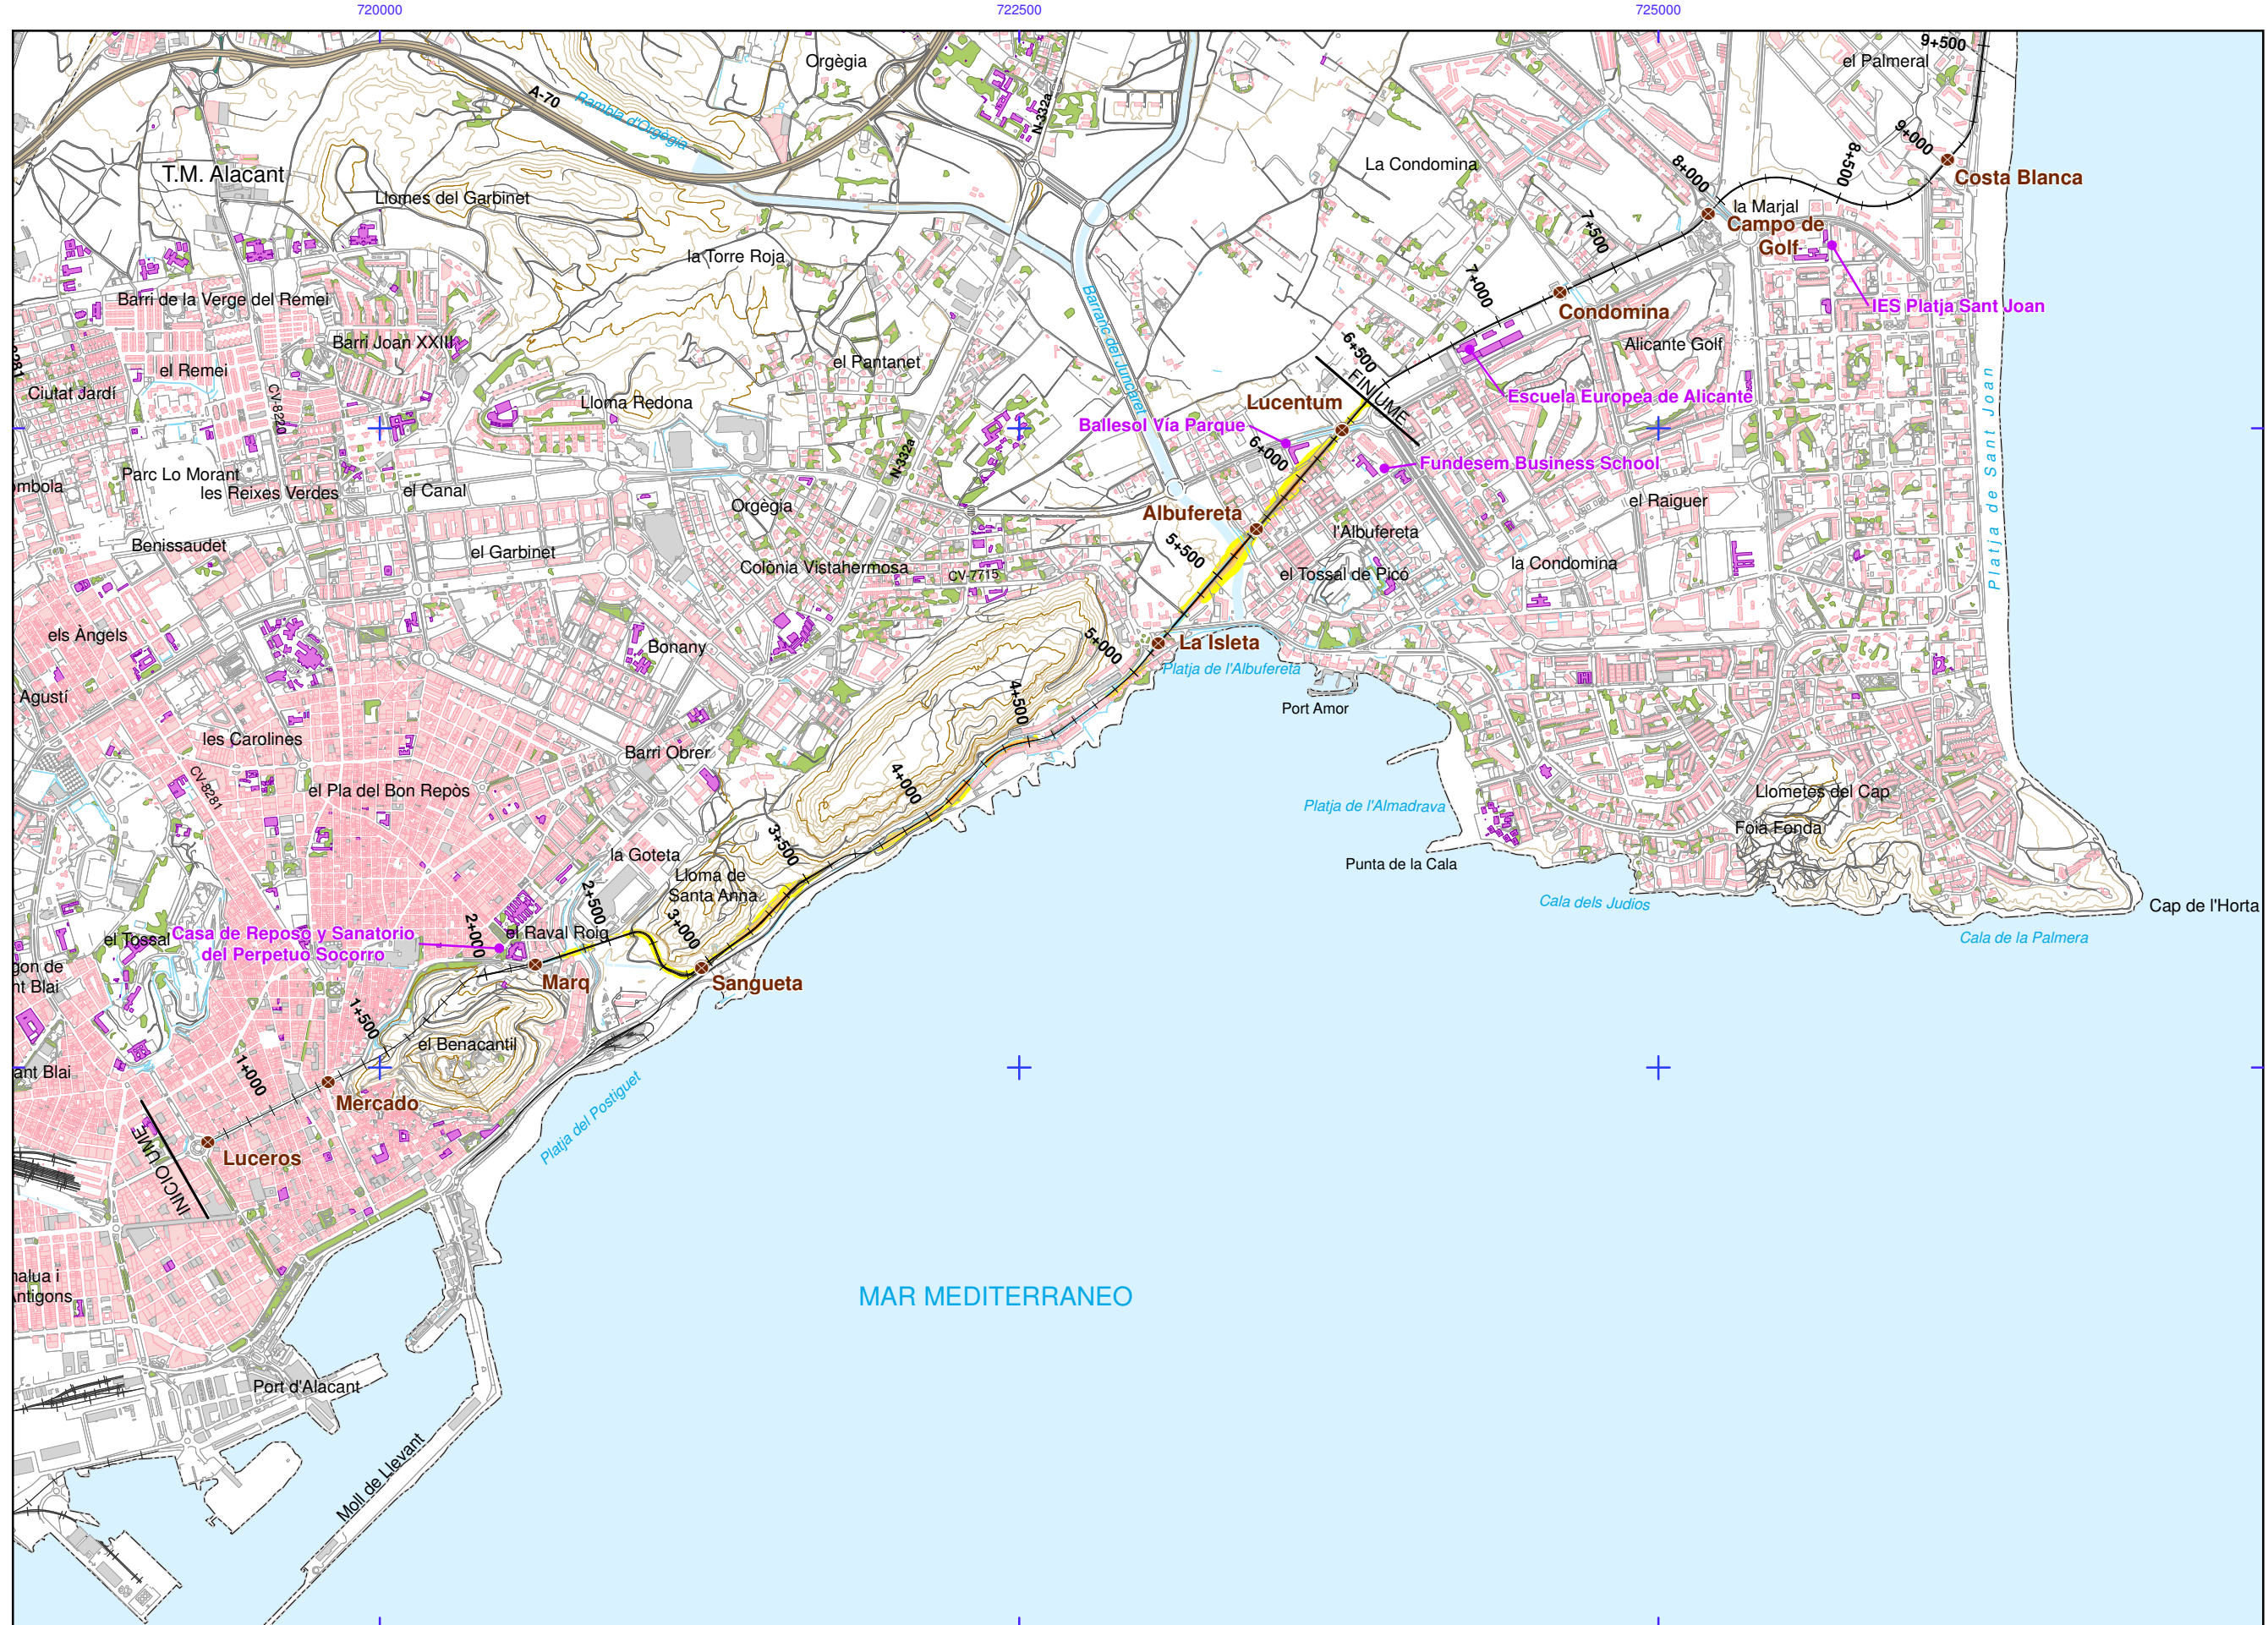 720000
722500
725000
9+500
el Palmeral
Orgègia
A-70
Rambla d'Orgègia
N-332a
9+000
8+500
8+000
La Condomina
T.M. Alacant
Costa Blanca
Llomes del Garbinet
la Marjal
Campo de
Golf
7+500
la Torre Roja
7+000
Barri de la Verge del Remei
Barranc del Juncaret
IES Platja Sant Joan
Condomina
Barri Joan XXIII
6+500
Alicante Golf
el Pantanet
el Remei
FIN UME
Ciutat Jardí
CV-8220
Lloma Redona
Lucentum
Escuela Europea de Alicante
Ballesol Vía Parque
6+000
N-332a
Fundesem Business School
Platja de Sant Joan
Parc Lo Morant
les Reixes Verdes
el Canal
Orgègia
el Raiguer
Albufereta
l'Albufereta
Benissaudet
el Garbinet
5+500
Colònia Vistahermosa
CV-7715
el Tossal de Picó
la Condomina
els Àngels
Bonany
5+000
La Isleta
Platja de l'Albufereta
Agustí
4+500
Port Amor
les Carolines
Barri Obrer
CV-8281
el Pla del Bon Repòs
4+000
Platja de l'Almadrava
Llometes del Cap
Foia Fonda
3+500
la Goteta
Punta de la Cala
Lloma de
Santa Anna
2+500
Cala dels Judios
Cap de l'Horta
2+000
3+000
el Tossal
Casa de Reposo y Sanatorio
del Perpetuo Socorro
el Raval Roig
Cala de la Palmera
gon de
nt Blai
Marq
Sangueta
1+500
el Benacantil
ant Blai
1+000
Mercado
Platja del Postiguet
INICIO UME
Luceros
alua i
ntigons
MAR MEDITERRANEO
Port d'Alacant
Moll de Llevant